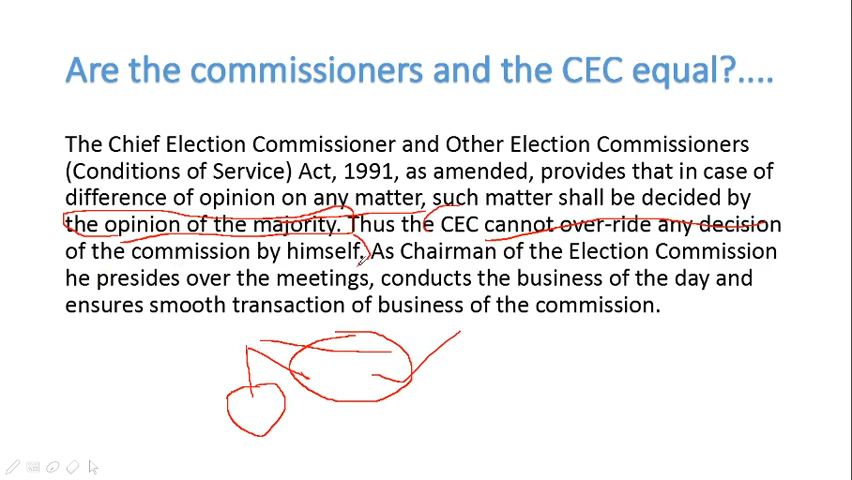 Are the commissioners and the CEC equal?....
The Chief Election Commissioner and Other Election Commissioners
(Conditions of Service) Act, 1991, as amended, provides that in case of
difference of opinion on any matter, such matter shall be decided by
the opinion of the majority. Thus the CEC cannot over-ride any decision
of the commission by himself. As Chairman of the Election Commission
he presides over the meetings, conducts the business of the day and
ensures smooth transaction of business of the commission.